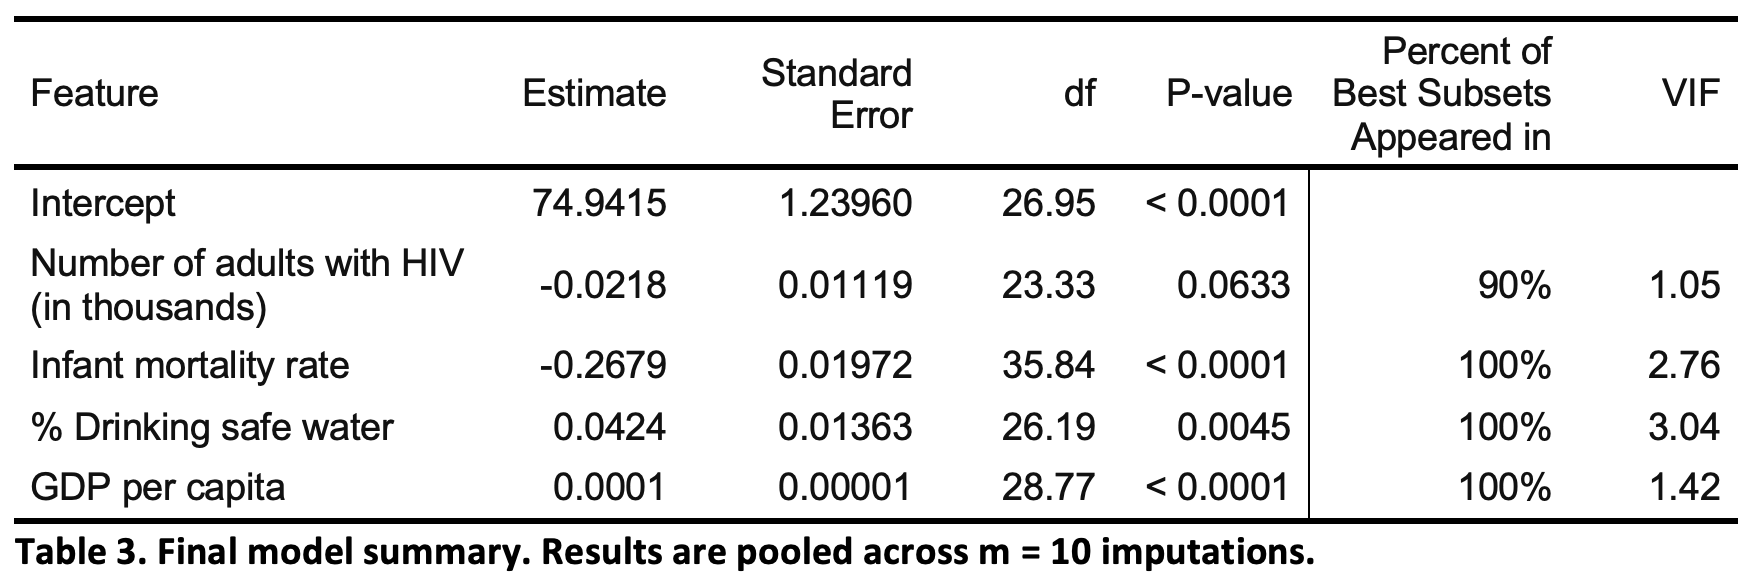 Feature Estimate Standard Error df P-value Percent of Best Subsets Appeared in VIF
Intercept 74.9415 1.23960 26.95 < 0.0001
Number of adults with HIV (in thousands) -0.0218 0.01119 23.33 0.0633 90% 1.05
Infant mortality rate -0.2679 0.01972 35.84 < 0.0001 100% 2.76
% Drinking safe water 0.0424 0.01363 26.19 0.0045 100% 3.04
GDP per capita 0.0001 0.00001 28.77 < 0.0001 100% 1.42
Table 3. Final model summary. Results are pooled across m = 10 imputations.